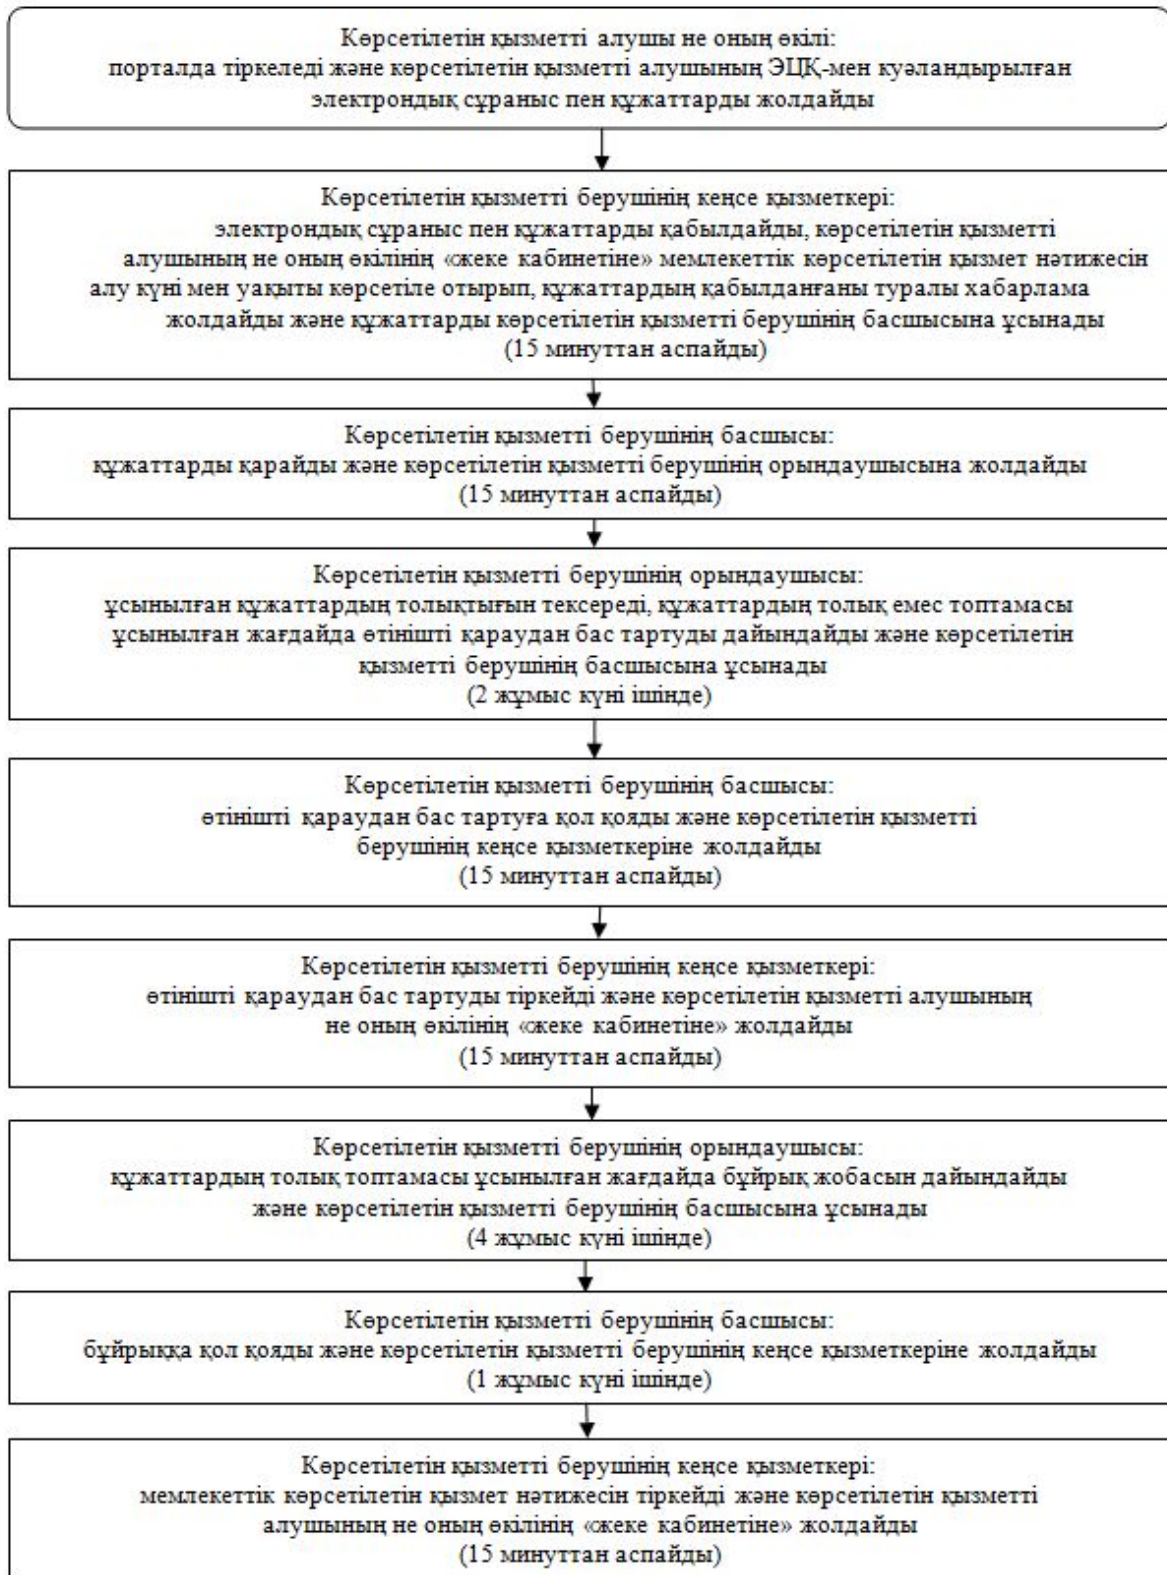 Көрсетілетін қызметті алушы не оның өкілі:
порталда тіркеледі және көрсетілетін қызметті алушының ЭЦҚ-мен куәландырылған
электрондық сұраныс пен құжаттарды жолдайды
Көрсетілетін қызметті берушінің кеңсе қызметкері:
электрондық сұраныс пен құжаттарды қабылдайды, көрсетілетін қызметті
алушының не оның өкілінің «жеке кабинетіне» мемлекеттік көрсетілетін қызмет нәтижесін
алу күні мен уақыты көрсетіле отырып, құжаттардың қабылданғаны туралы хабарлама
жолдайды және құжаттарды көрсетілетін қызметті берушінің басшысына ұсынады
(15 минуттан аспайды)
Көрсетілетін қызметті берушінің басшысы:
құжаттарды қарайды және көрсетілетін қызметті берушінің орындаушысына жолдайды
(15 минуттан аспайды)
Көрсетілетін қызметті берушінің орындаушысы:
ұсынылған құжаттардың толықтығын тексереді, құжаттардың толық емес топтамасы
ұсынылған жағдайда өтінішті қараудан бас тартуды дайындайды және көрсетілетін
қызметті берушінің басшысына ұсынады
(2 жұмыс күні ішінде)
Көрсетілетін қызметті берушінің басшысы:
өтінішті қараудан бас тартуға қол қояды және көрсетілетін қызметті
берушінің кеңсе қызметкеріне жолдайды
(15 минуттан аспайды)
Көрсетілетін қызметті берушінің кеңсе қызметкері:
өтінішті қараудан бас тартуды тіркейді және көрсетілетін қызметті алушының
не оның өкілінің «жеке кабинетіне» жолдайды
(15 минуттан аспайды)
Көрсетілетін қызметті берушінің орындаушысы:
құжаттардың толық топтамасы ұсынылған жағдайда бұйрық жобасын дайындайды
және көрсетілетін қызметті берушінің басшысына ұсынады
(4 жұмыс күні ішінде)
Көрсетілетін қызметті берушінің басшысы:
бұйрыққа қол қояды және көрсетілетін қызметті берушінің кеңсе қызметкеріне жолдайды
(1 жұмыс күні ішінде)
Көрсетілетін қызметті берушінің кеңсе қызметкері:
мемлекеттік көрсетілетін қызмет нәтижесін тіркейді және көрсетілетін қызметті
алушының не оның өкілінің «жеке кабинетіне» жолдайды
(15 минуттан аспайды)